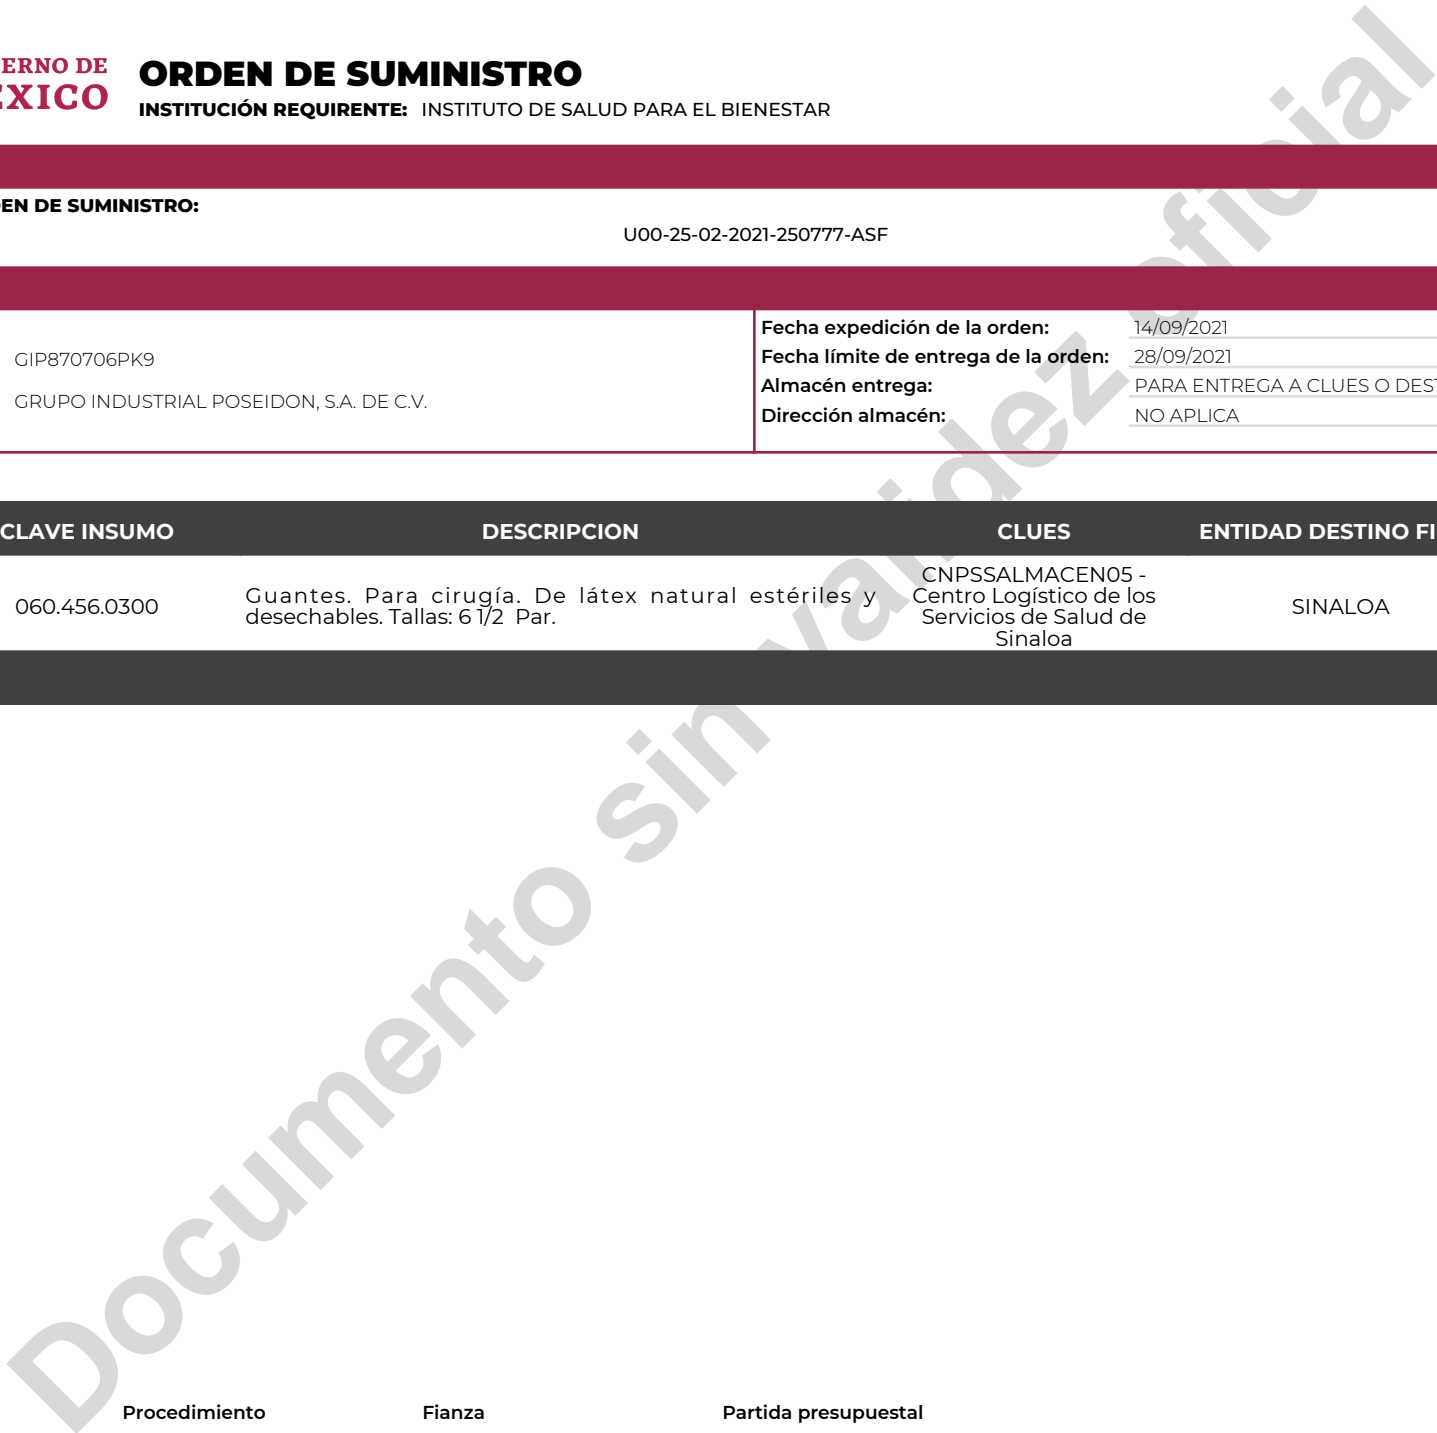 ERNO DE
ÉXICO
ORDEN DE SUMINISTRO
INSTITUCIÓN REQUIRENTE: INSTITUTO DE SALUD PARA EL BIENESTAR
EN DE SUMINISTRO:
U00-25-02-2021-250777-ASF
GIP870706PK9
GRUPO INDUSTRIAL POSEIDON, S.A. DE C.V.
Fecha expedición de la orden: 14/09/2021
Fecha límite de entrega de la orden: 28/09/2021
Almacén entrega: PARA ENTREGA A CLUES O DEST
Dirección almacén: NO APLICA
CLAVE INSUMO DESCRIPCION CLUES ENTIDAD DESTINO FI
060.456.0300
Guantes. Para cirugía. De látex natural estériles y
desechables. Tallas: 6 1/2 Par.
CNPSSALMACEN05 -
Centro Logístico de los
Servicios de Salud de
Sinaloa
SINALOA
Documento sin validez oficial
Procedimiento Fianza Partida presupuestal